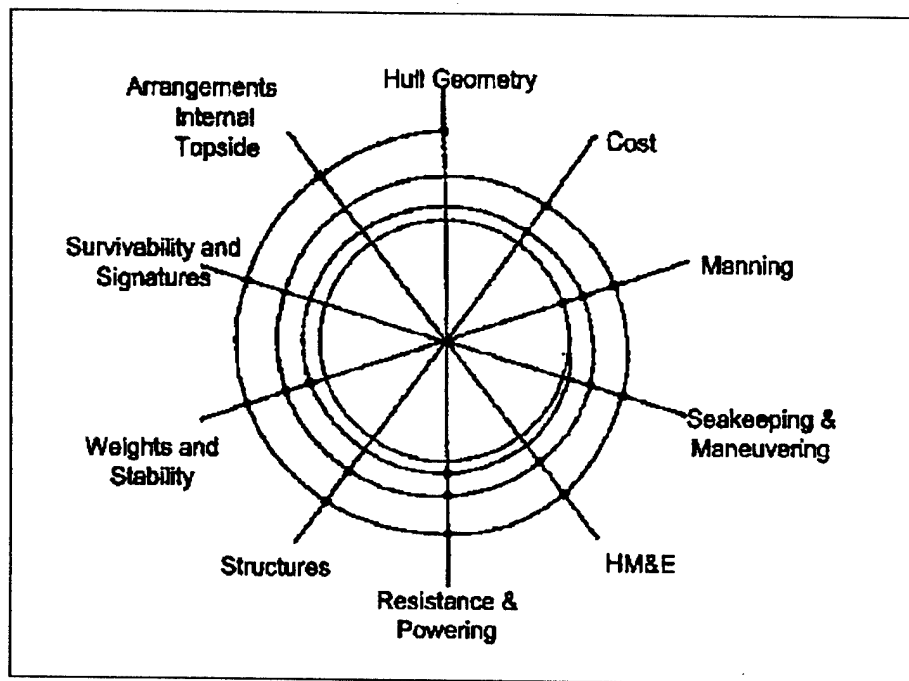 Hull Geometry
Cost
Manning
Seakeeping &
Maneuvering
HM&E
Resistance &
Powering
Structures
Weights and
Stability
Survivability and
Signatures
Arrangements
Internal
Topside